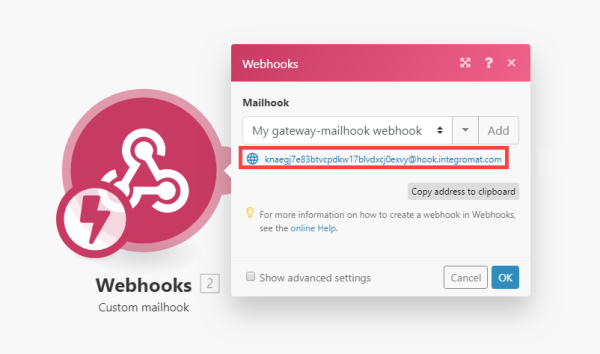 Webhooks
Mailhook
My gateway-mailhook webhook
Add
knaegj7e83btvcpdkw17blvdxcj0exvy@hook.integromat.com
Copy address to clipboard
For more information on how to create a webhook in Webhooks,
see the online Help.
Show advanced settings
Cancel
OK
Webhooks 2
Custom mailhook